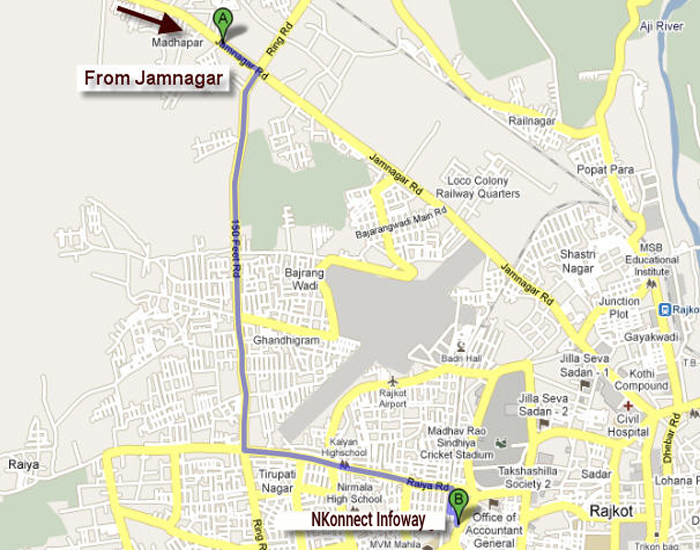 A
Madhapar
Jamnagar Rd
Ring Rd
From Jamnagar
Aji River
Railnagar
Popat Para
Jamnagar Rd
Loco Colony
Railway Quarters
Bajarangwadi Main Rd
150 Feet Rd
Shastri
Nagar
MSB
Educational
Institute
Bajrang
Wadi
Jamnagar Rd
Junction
Plot
Rajko
Ghandhigram
Gayakwadi
Badri Hall
Jilla Seva
Sadan - 1
T.B
Kothi
Compound
Rajkot
Airport
Jilla Seva
Sadan - 2
Civil
Hospital
Madhav Rao
Sindhiya
Cricket Stadium
Dhebar Rd
Kaiyan
Highschool
Raiya
Tirupati
Nagar
Nirmala
High School
Raiya Rd
Takshashilla
Society 2
Sadar
Lohana P
B
NKonnect Infoway
Office of
Accountant
General
Rajkot
Ring R
MVM Mahila
Trikon bag